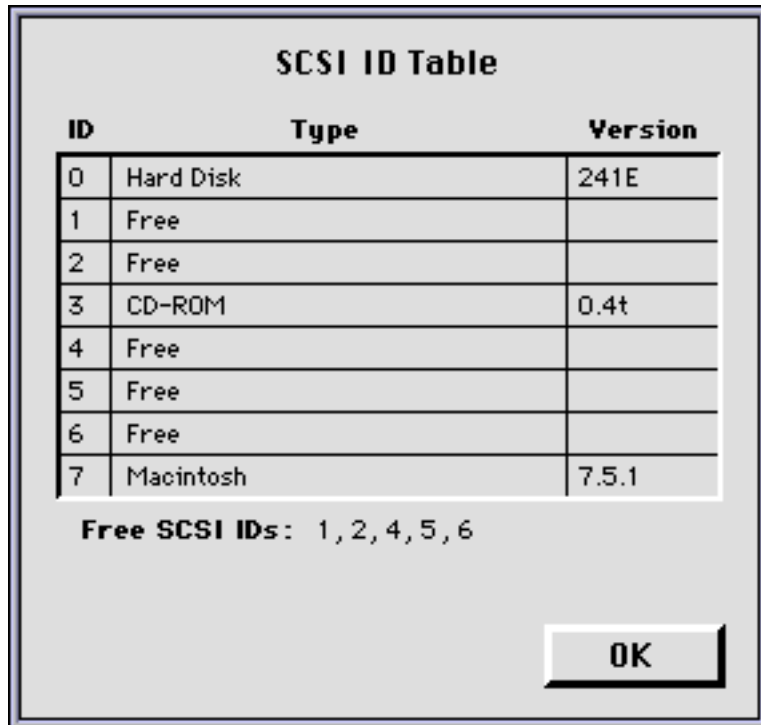 SCSI ID Table
ID Type Version
0 Hard Disk 241E
1 Free
2 Free
3 CD-ROM 0.4t
4 Free
5 Free
6 Free
7 Macintosh 7.5.1
Free SCSI IDs: 1,2,4,5,6
OK